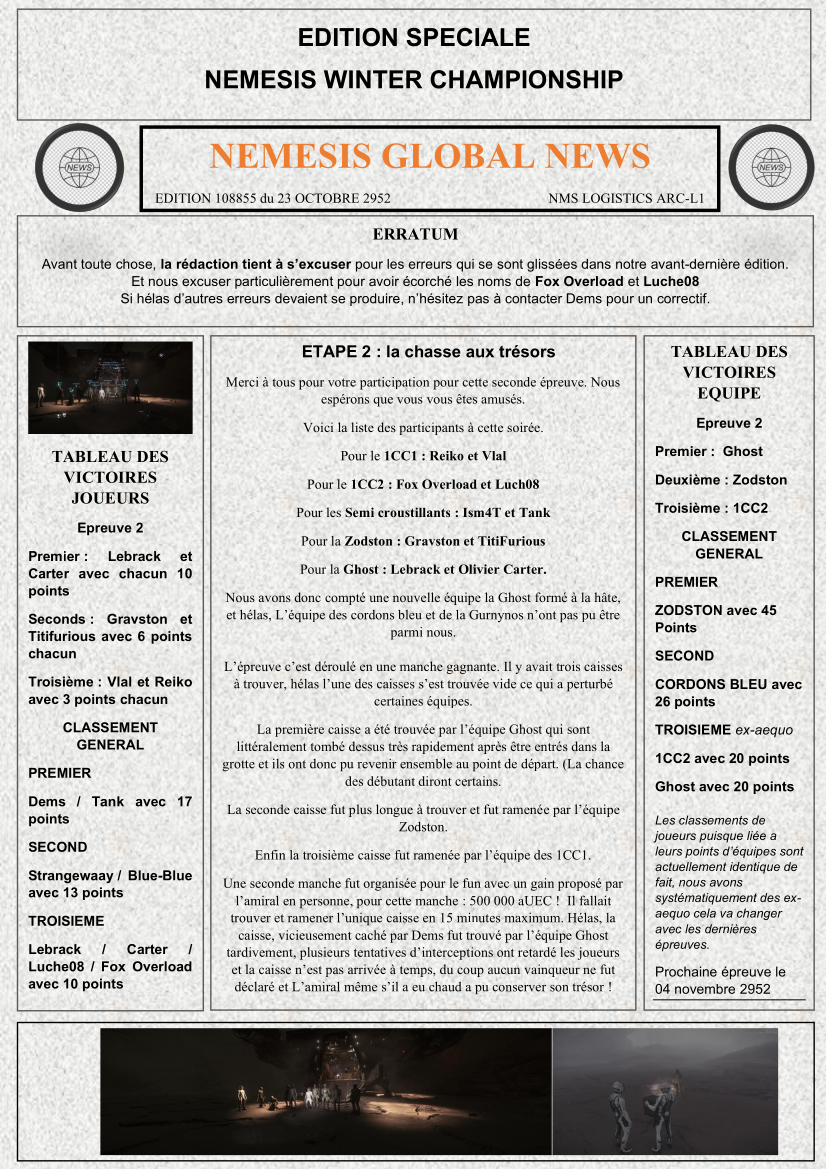 EDITION SPECIALE
NEMESIS WINTER CHAMPIONSHIP
NEWS
NEMESIS GLOBAL NEWS
EDITION 108855 du 23 OCTOBRE 2952
NMS LOGISTICS ARC-L1
NEWS
ERRATUM
Avant toute chose, la rédaction tient à s’excuser pour les erreurs qui se sont glissées dans notre avant-dernière édition.
Et nous excuser particulièrement pour avoir écorché les noms de Fox Overload et Luche08
Si hélas d’autres erreurs devaient se produire, n’hésitez pas à contacter Dems pour un correctif.
TABLEAU DES
VICTOIRES
JOUEURS
Epreuve 2
Premier : Lebrack et
Carter avec chacun 10
points
Seconds : Gravston et
Titifurious avec 6 points
chacun
Troisième : Vlal et Reiko
avec 3 points chacun
CLASSEMENT
GENERAL
PREMIER
Dems / Tank avec 17
points
SECOND
Strangewaay / Blue-Blue
avec 13 points
TROISIEME
Lebrack / Carter /
Luche08 / Fox Overload
avec 10 points
ETAPE 2 : la chasse aux trésors
Merci à tous pour votre participation pour cette seconde épreuve. Nous
espérons que vous vous êtes amusés.
Voici la liste des participants à cette soirée.
Pour le 1CC1 : Reiko et Vlal
Pour le 1CC2 : Fox Overload et Luch08
Pour les Semi croustillants : Ism4T et Tank
Pour la Zodston : Gravston et TitiFurious
Pour la Ghost : Lebrack et Olivier Carter.
Nous avons donc compté une nouvelle équipe la Ghost formé à la hâte,
et hélas, L’équipe des cordons bleu et de la Gurnynos n’ont pas pu être
parmi nous.
L’épreuve c’est déroulé en une manche gagnante. Il y avait trois caisses
à trouver, hélas l’une des caisses s’est trouvée vide ce qui a perturbé
certaines équipes.
La première caisse a été trouvée par l’équipe Ghost qui sont
littéralement tombé dessus très rapidement après être entrés dans la
grotte et ils ont donc pu revenir ensemble au point de départ. (La chance
des débutant diront certains.
La seconde caisse fut plus longue à trouver et fut ramenée par l’équipe
Zodston.
Enfin la troisième caisse fut ramenée par l’équipe des 1CC1.
Une seconde manche fut organisée pour le fun avec un gain proposé par
l’amiral en personne, pour cette manche : 500 000 aUEC ! Il fallait
trouver et ramener l’unique caisse en 15 minutes maximum. Hélas, la
caisse, vicieusement caché par Dems fut trouvé par l’équipe Ghost
tardivement, plusieurs tentatives d’interceptions ont retardé les joueurs
et la caisse n’est pas arrivée à temps, du coup aucun vainqueur ne fut
déclaré et L’amiral même s’il a eu chaud a pu conserver son trésor !
TABLEAU DES
VICTOIRES
EQUIPE
Epreuve 2
Premier : Ghost
Deuxième : Zodston
Troisième : 1CC2
CLASSEMENT
GENERAL
PREMIER
ZODSTON avec 45
Points
SECOND
CORDONS BLEU avec
26 points
TROISIEME ex-aequo
1CC2 avec 20 points
Ghost avec 20 points
Les classements de
joueurs puisque liée a
leurs points d’équipes sont
actuellement identique de
fait, nous avons
systématiquement des ex-
aequo cela va changer
avec les dernières
épreuves.
Prochaine épreuve le
04 novembre 2952